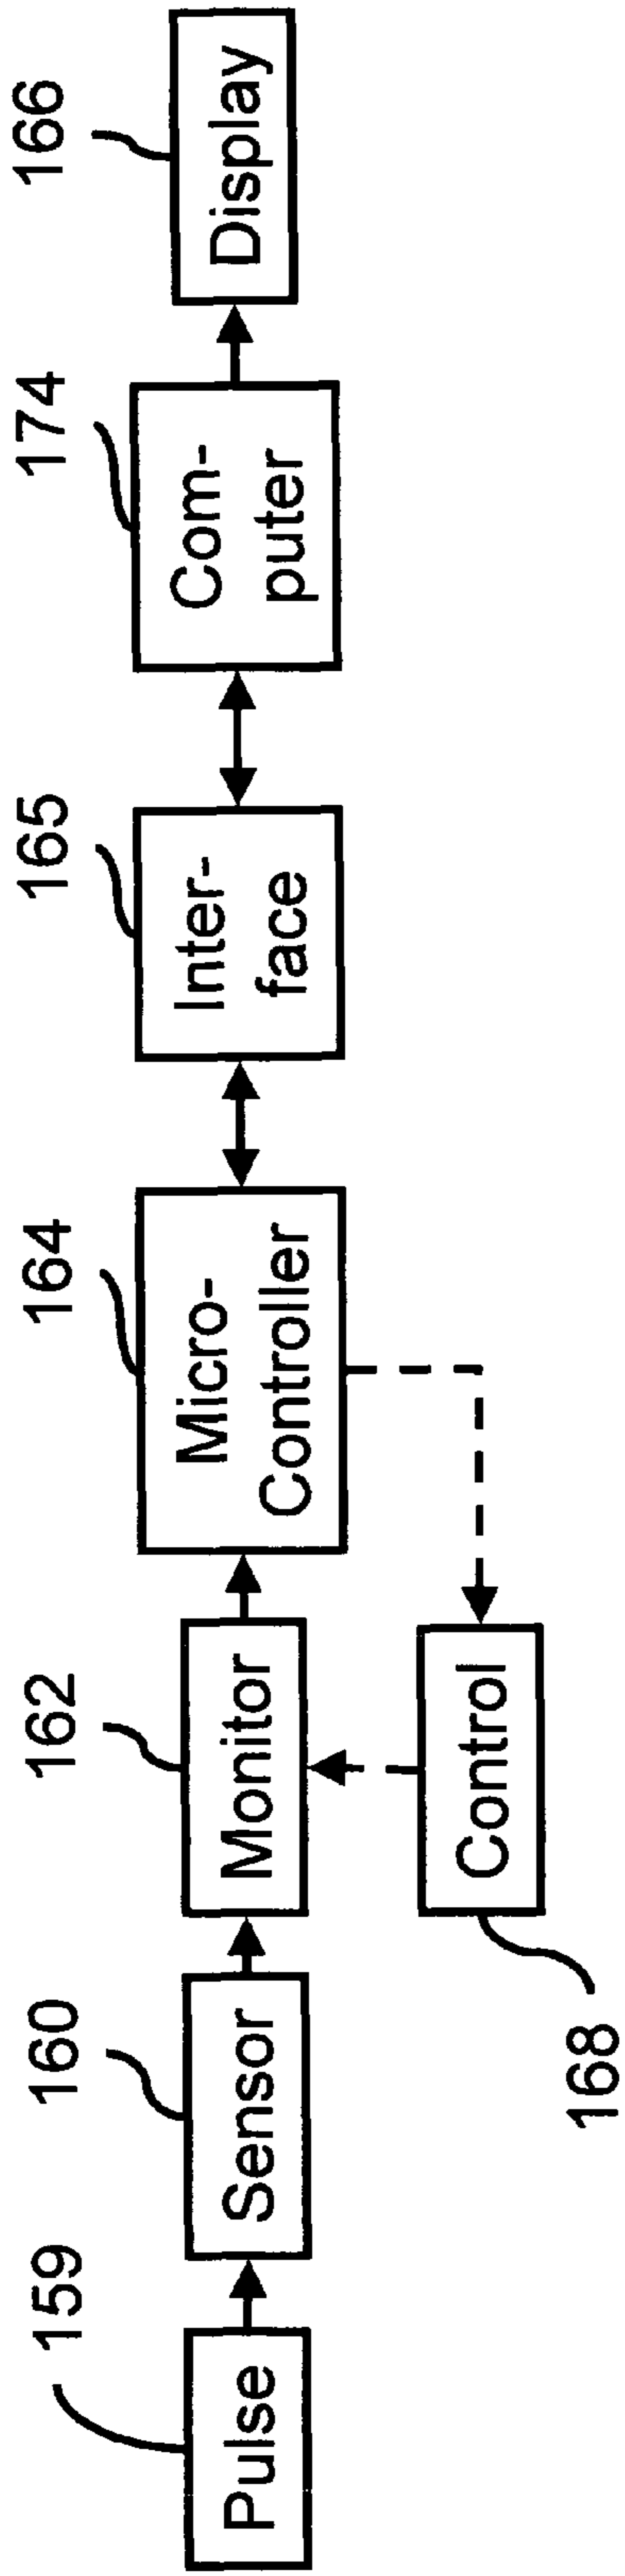 159
160
162
164
165
174
166
Pulse
Sensor
Monitor
Micro-
Controller
Inter-
face
Com-
puter
Display
Control
168